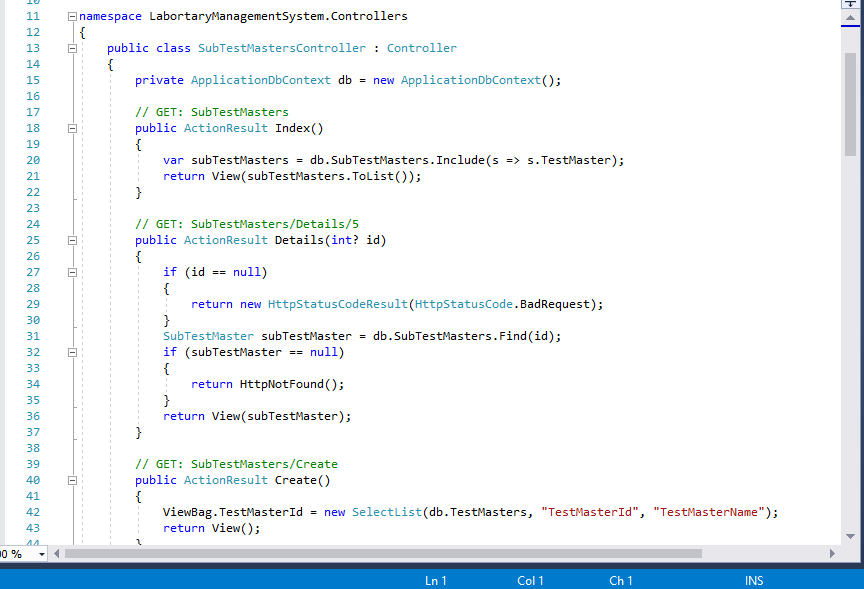 11 namespace LabortaryManagementSystem.Controllers
12 {
13 public class SubTestMastersController : Controller
14 {
15 private ApplicationDbContext db = new ApplicationDbContext();
16
17 // GET: SubTestMasters
18 public ActionResult Index()
19 {
20 var subTestMasters = db.SubTestMasters.Include(s => s.TestMaster);
21 return View(subTestMasters.ToList());
22 }
23
24 // GET: SubTestMasters/Details/5
25 public ActionResult Details(int? id)
26 {
27 if (id == null)
28 {
29 return new HttpStatusCodeResult(HttpStatusCode.BadRequest);
30 }
31 SubTestMaster subTestMaster = db.SubTestMasters.Find(id);
32 if (subTestMaster == null)
33 {
34 return HttpNotFound();
35 }
36 return View(subTestMaster);
37 }
38
39 // GET: SubTestMasters/Create
40 public ActionResult Create()
41 {
42 ViewBag.TestMasterId = new SelectList(db.TestMasters, "TestMasterId", "TestMasterName");
43 return View();
44 }
Ln 1 Col 1 Ch 1 INS